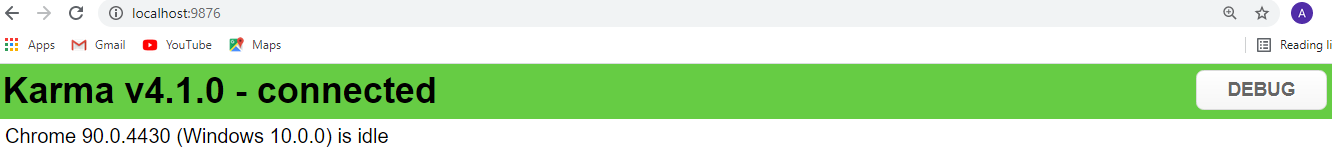 localhost:9876
A
Apps Gmail YouTube Maps Reading li
Karma v4.1.0 - connected DEBUG
Chrome 90.0.4430 (Windows 10.0.0) is idle